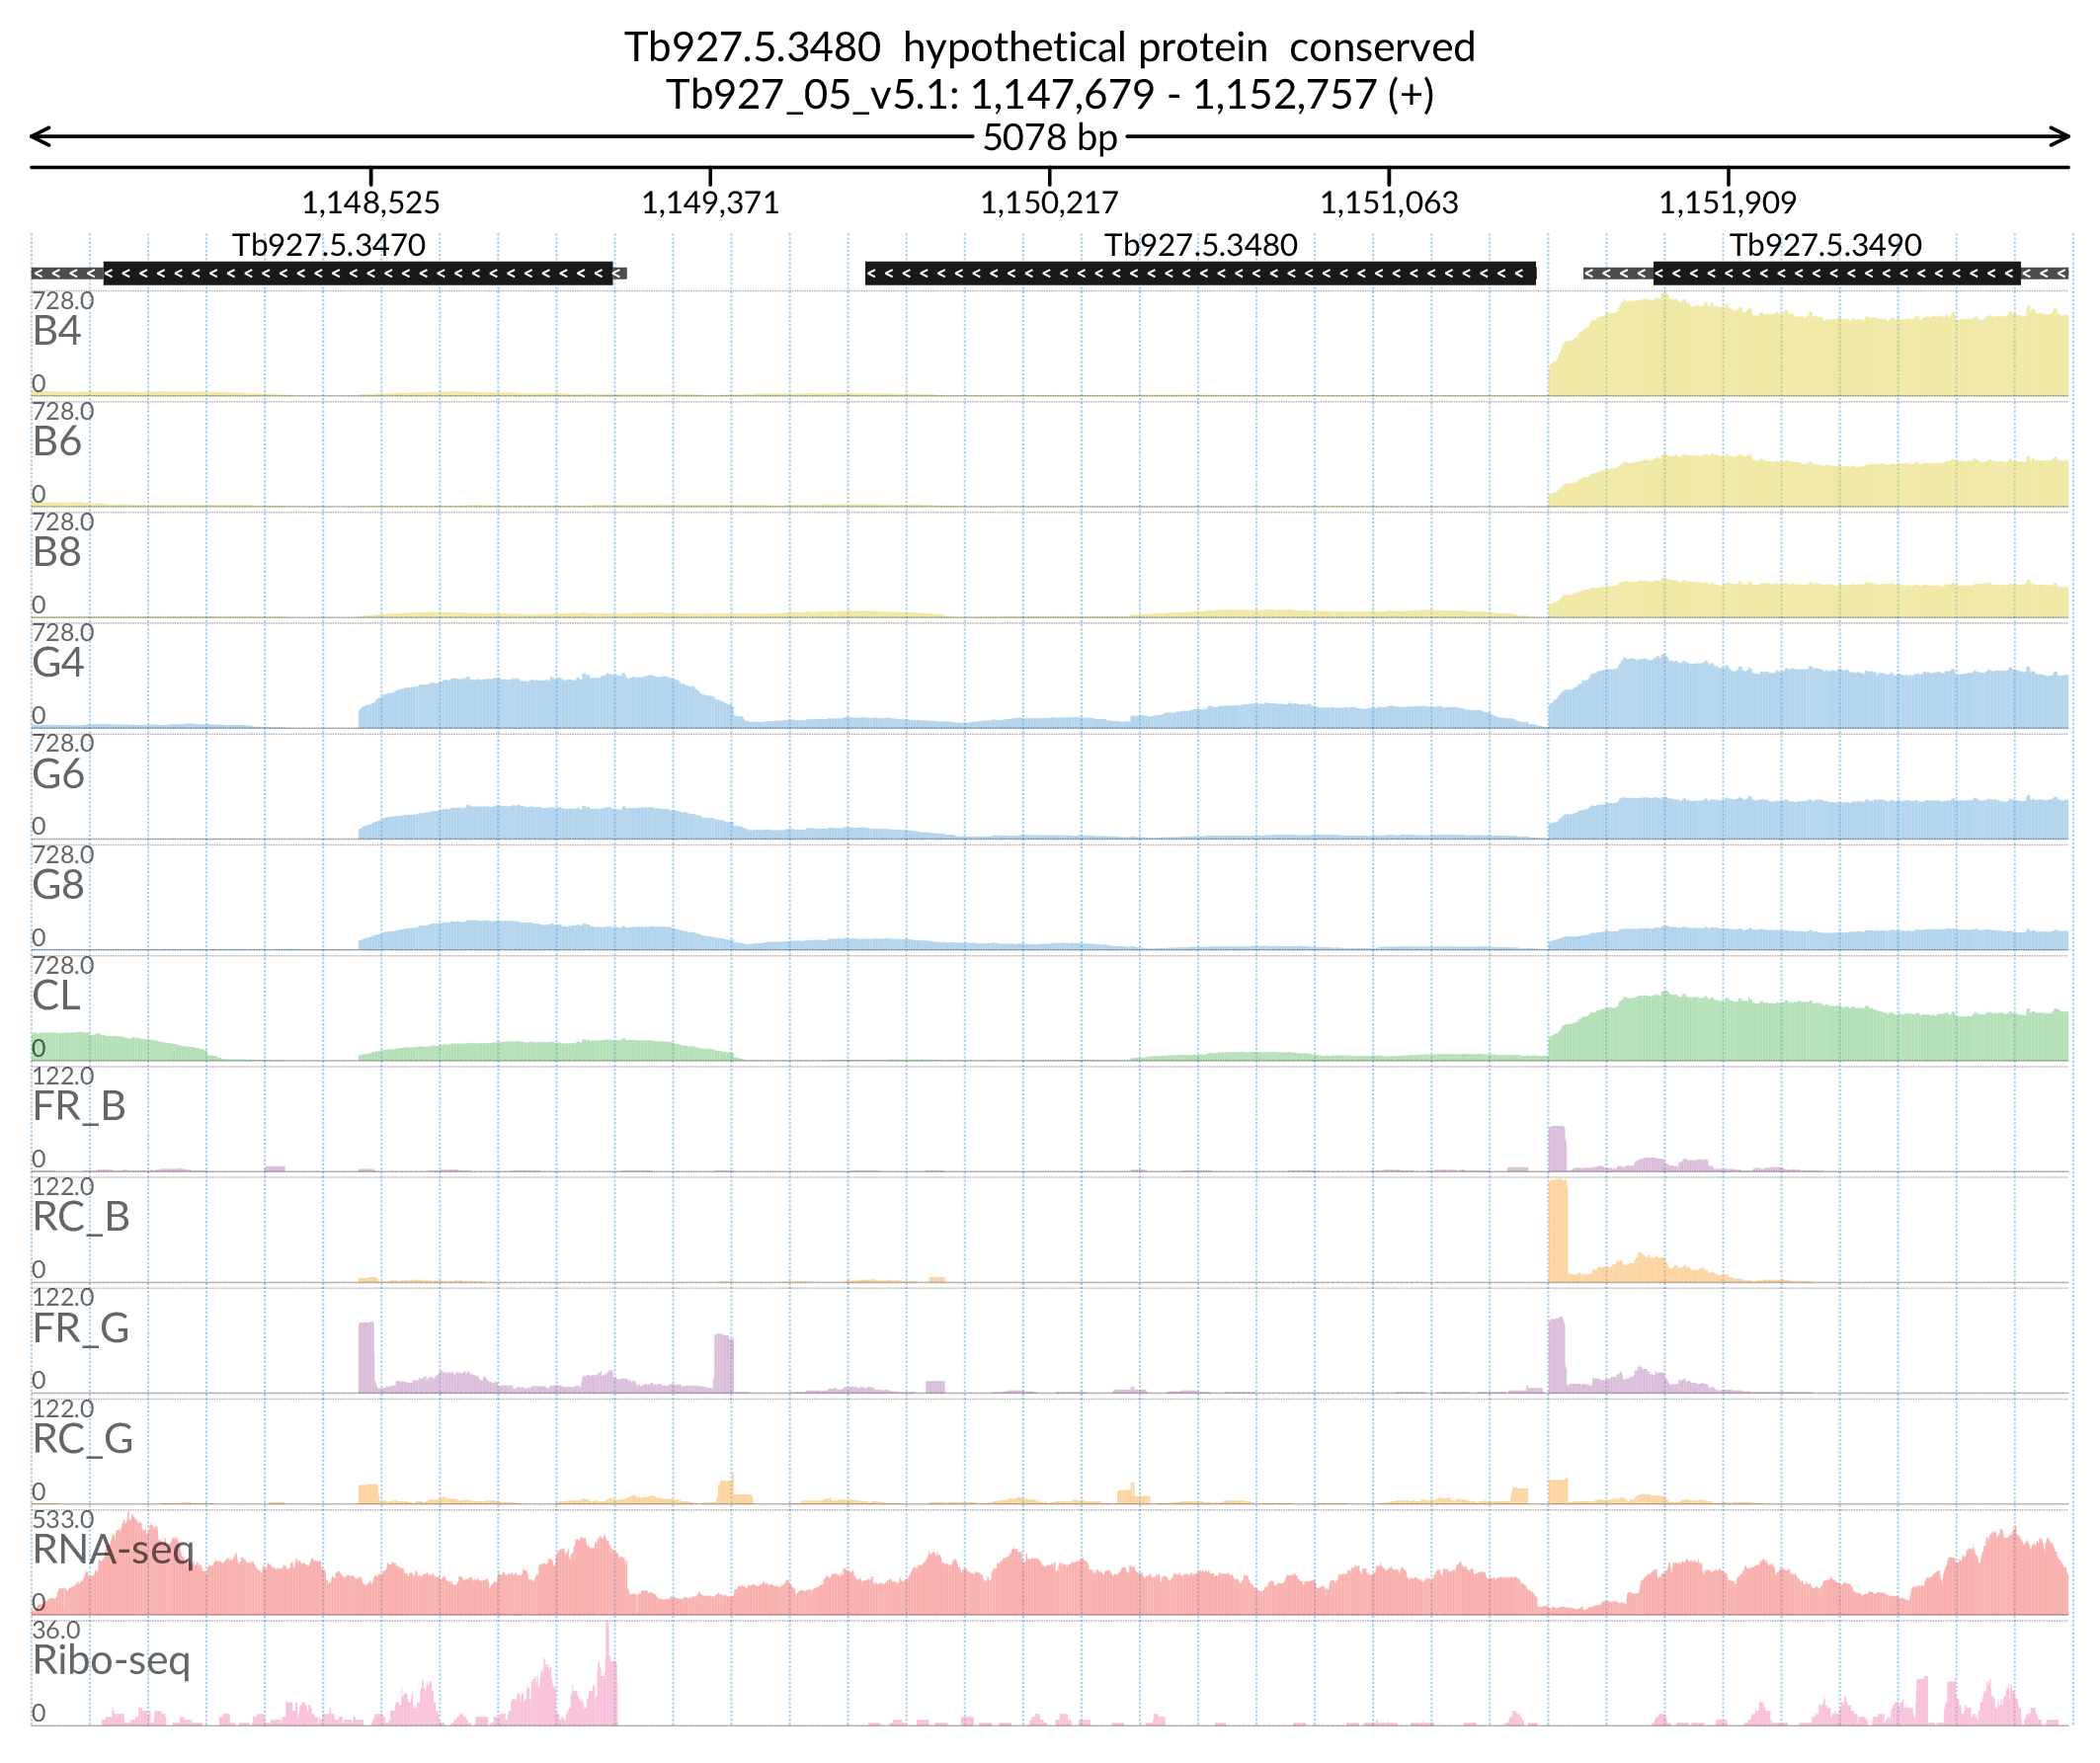 Tb927.5.3480  hypothetical protein  conserved
Tb927_05_v5.1: 1,147,679 - 1,152,757 (+)
5078 bp
1,148,525 1,149,371 1,150,217 1,151,063 1,151,909
Tb927.5.3470 Tb927.5.3480 Tb927.5.3490
728.0
B4
0
728.0
B6
0
728.0
B8
0
728.0
G4
0
728.0
G6
0
728.0
G8
0
728.0
CL
0
122.0
FR_B
0
122.0
RC_B
0
122.0
FR_G
0
122.0
RC_G
0
533.0
RNA-seq
0
36.0
Ribo-seq
0